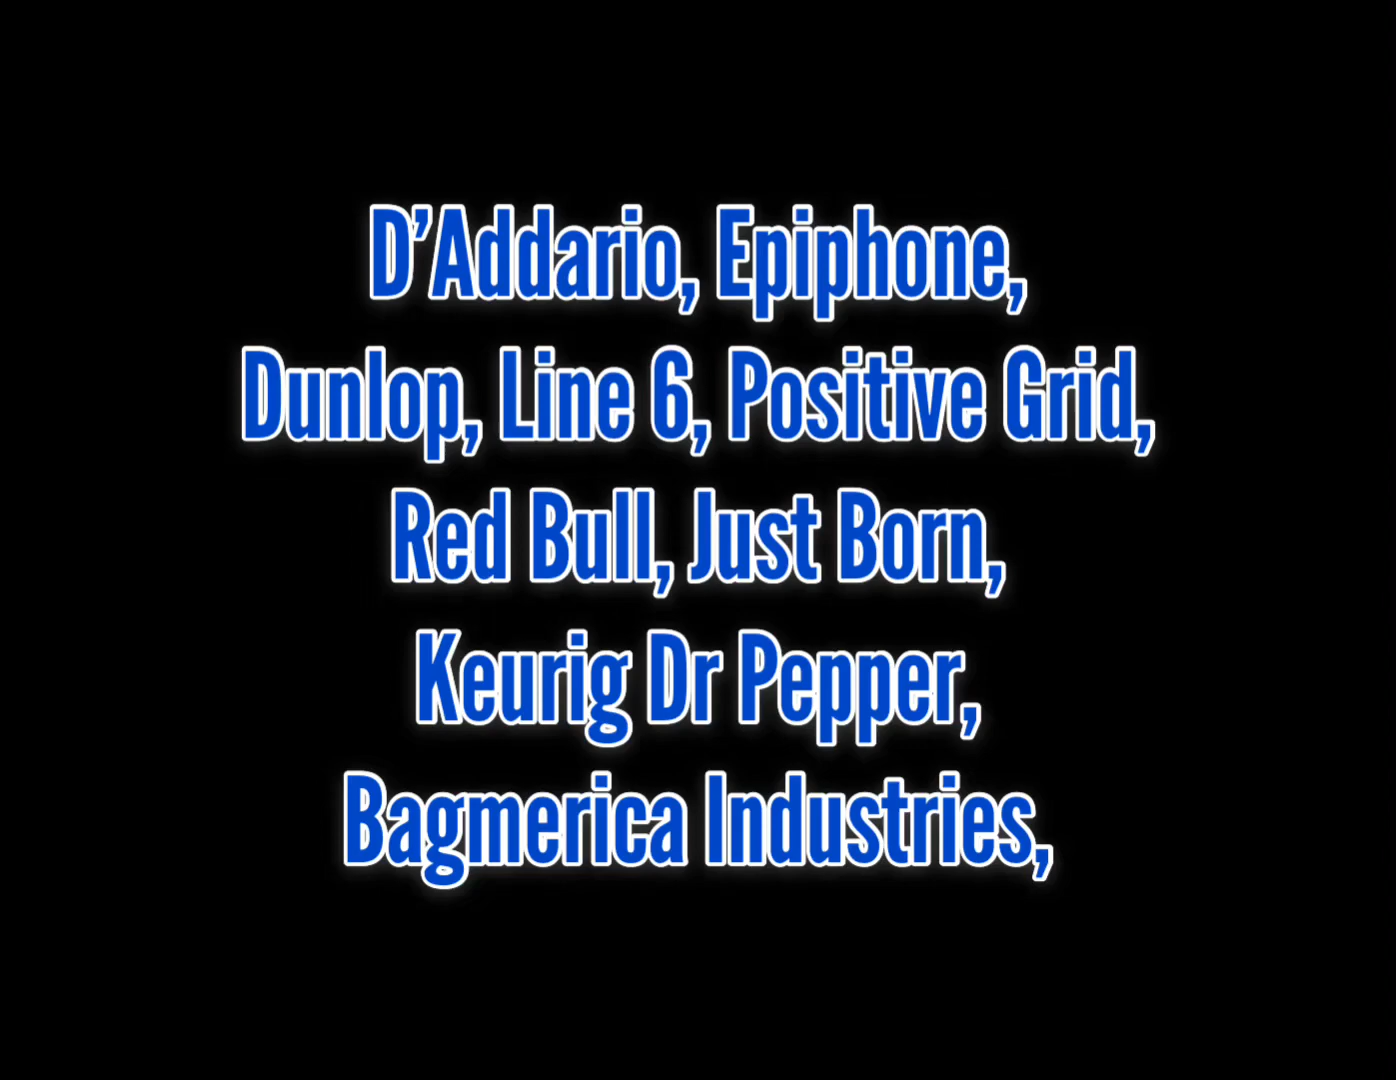 D’Addario, Epiphone,
Dunlop, Line 6, Positive Grid,
Red Bull, Just Born,
Keurig Dr Pepper,
Bagmerica Industries,